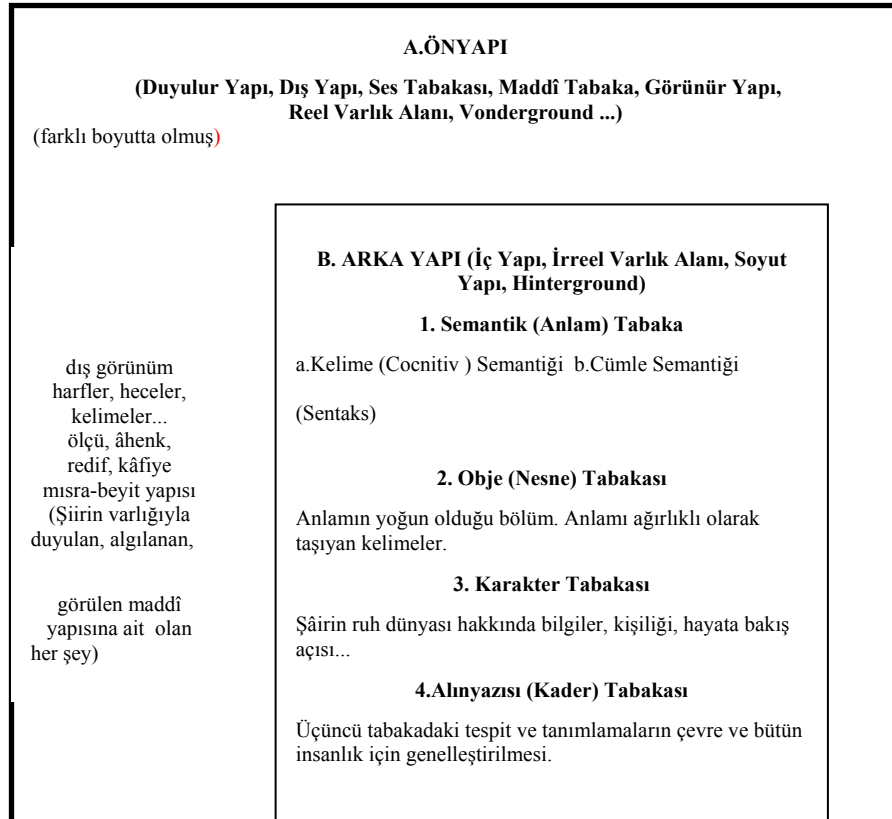 A.ÖNYAPI
(Duyulur Yapı, Dış Yapı, Ses Tabakası, Maddî Tabaka, Görünür Yapı,
Reel Varlık Alanı, Vonderground ...)
(farklı boyutta olmuş)
dış görünüm
harfler, heceler,
kelimeler...
ölçü, âhenk,
redif, kâfiye
mısra-beyit yapısı
(Şiirin varlığıyla
duyulan, algılanan,
görülen maddî
yapısına ait olan
her şey)
B. ARKA YAPI (İç Yapı, İrreel Varlık Alanı, Soyut
Yapı, Hinterground)
1. Semantik (Anlam) Tabaka
a.Kelime (Cocnitiv ) Semantiği b.Cümle Semantiği
(Sentaks)
2. Obje (Nesne) Tabakası
Anlamın yoğun olduğu bölüm. Anlamı ağırlıklı olarak
taşıyan kelimeler.
3. Karakter Tabakası
Şâirin ruh dünyası hakkında bilgiler, kişiliği, hayata bakış
açısı...
4.Alınyazısı (Kader) Tabakası
Üçüncü tabakadaki tespit ve tanımlamaların çevre ve bütün
insanlık için genelleştirilmesi.